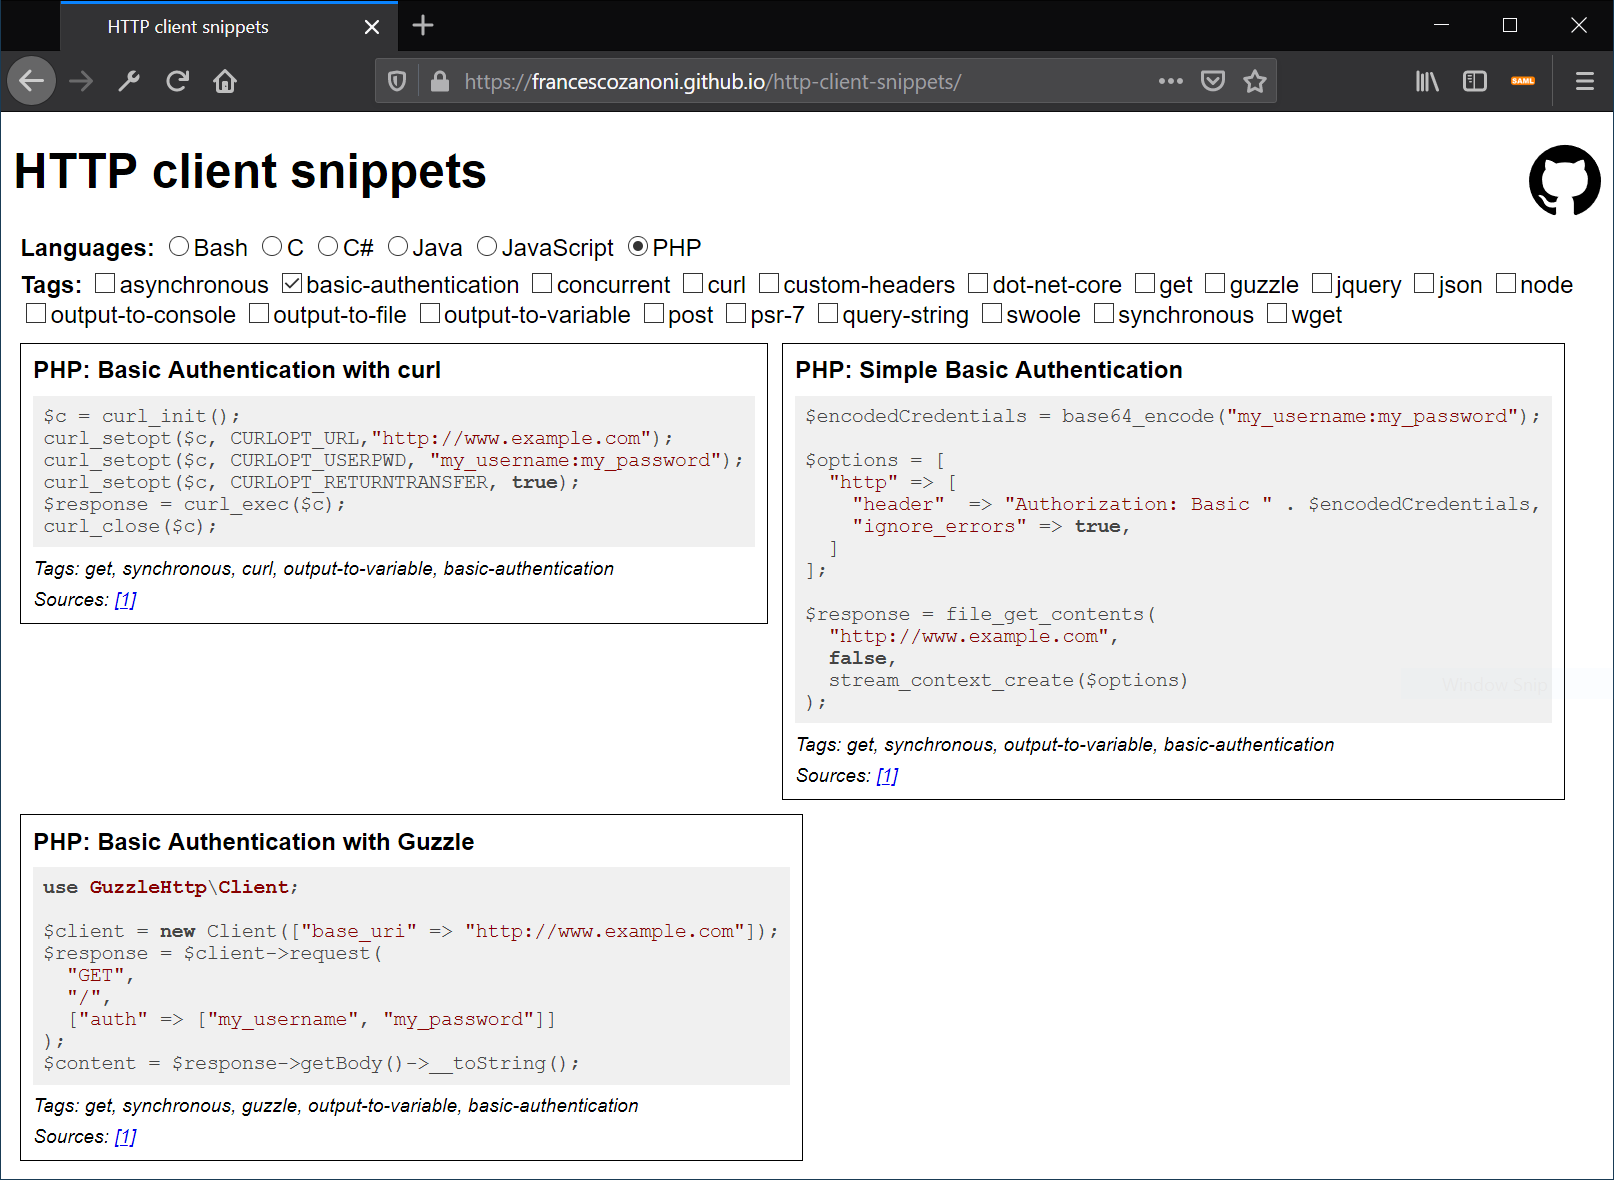 HTTP client snippets
https://francescozanoni.github.io/http-client-snippets/
SAML
HTTP client snippets
Languages: Bash C C# Java JavaScript PHP
Tags: asynchronous basic-authentication concurrent curl custom-headers dot-net-core get guzzle jquery json node
output-to-console output-to-file output-to-variable post psr-7 query-string swoole synchronous wget
PHP: Basic Authentication with curl
$c = curl_init();
curl_setopt($c, CURLOPT_URL,"http://www.example.com");
curl_setopt($c, CURLOPT_USERPWD, "my_username:my_password");
curl_setopt($c, CURLOPT_RETURNTRANSFER, true);
$response = curl_exec($c);
curl_close($c);
Tags: get, synchronous, curl, output-to-variable, basic-authentication
Sources: [1]
PHP: Simple Basic Authentication
$encodedCredentials = base64_encode("my_username:my_password");
$options = [
"http" => [
"header"  => "Authorization: Basic " . $encodedCredentials,
"ignore_errors" => true,
]
];
$response = file_get_contents(
"http://www.example.com",
false,
stream_context_create($options)
);
Window Snip
Tags: get, synchronous, output-to-variable, basic-authentication
Sources: [1]
PHP: Basic Authentication with Guzzle
use GuzzleHttp\Client;
$client = new Client(["base_uri" => "http://www.example.com"]);
$response = $client->request(
"GET",
"/",
["auth" => ["my_username", "my_password"]]
);
$content = $response->getBody()->__toString();
Tags: get, synchronous, guzzle, output-to-variable, basic-authentication
Sources: [1]